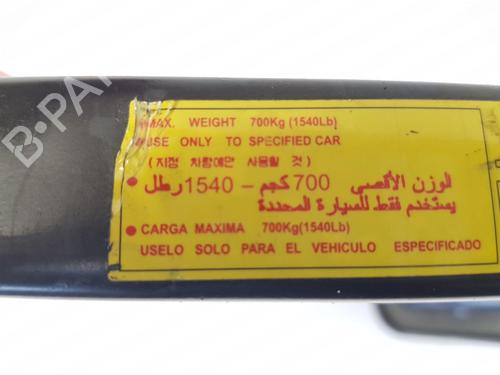 B-PARTS
MAX. WEIGHT 700Kg (1540Lb)
USE ONLY TO SPECIFIED CAR
(지정 차량에만 사용할 것)
• لوزن الأقصى 700 كجم – 1540 رطل
يستخدم فقط للسيارة المحددة
• CARGA MAXIMA 700Kg(1540Lb)
USELO SOLO PARA EL VEHICULO ESPECIFICADO